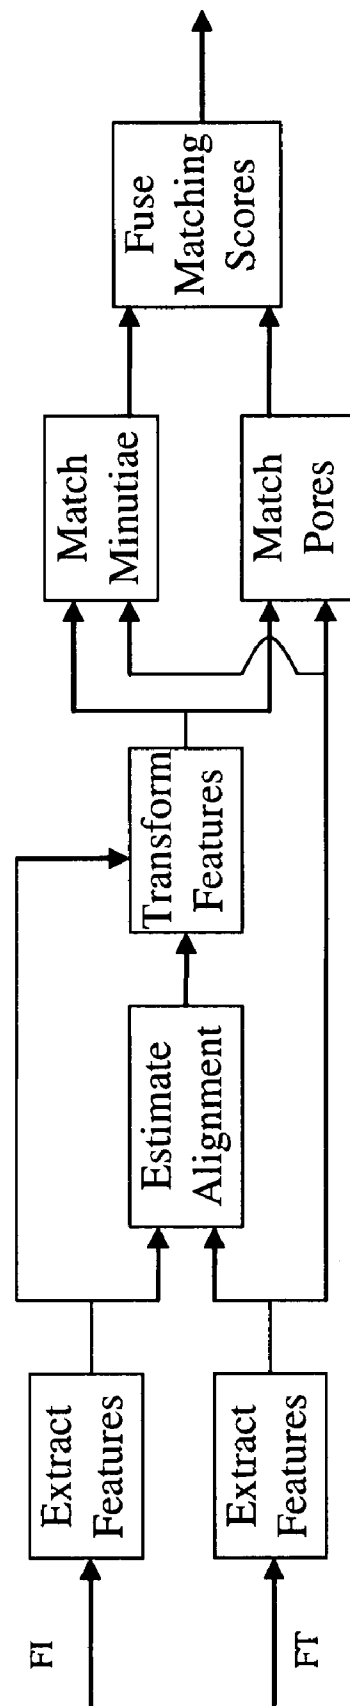 FI
Extract
Features
FT
Extract
Features
Estimate
Alignment
Transform
Features
Match
Minutiae
Match
Pores
Fuse
Matching
Scores